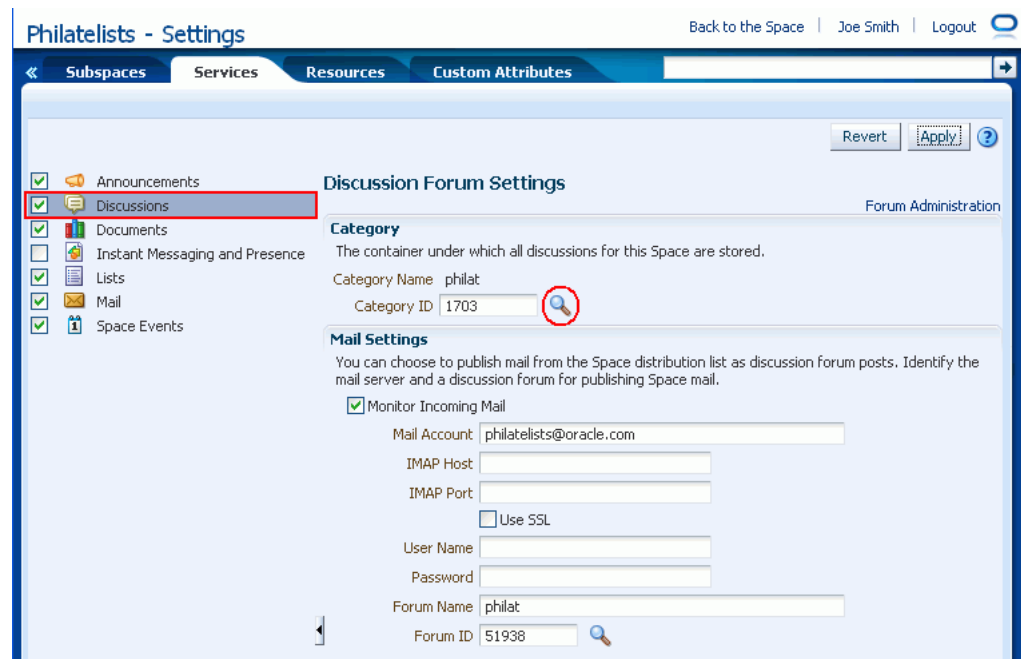 Philatelists - Settings
Back to the Space | Joe Smith | Logout
Subspaces Services Resources Custom Attributes
Revert Apply
Announcements
Discussions
Documents
Instant Messaging and Presence
Lists
Mail
Space Events
Discussion Forum Settings
Forum Administration
Category
The container under which all discussions for this Space are stored.
Category Name philat
Category ID 1703
Mail Settings
You can choose to publish mail from the Space distribution list as discussion forum posts. Identify the
mail server and a discussion forum for publishing Space mail.
Monitor Incoming Mail
Mail Account philatelists@oracle.com
IMAP Host
IMAP Port
Use SSL
User Name
Password
Forum Name philat
Forum ID 51938